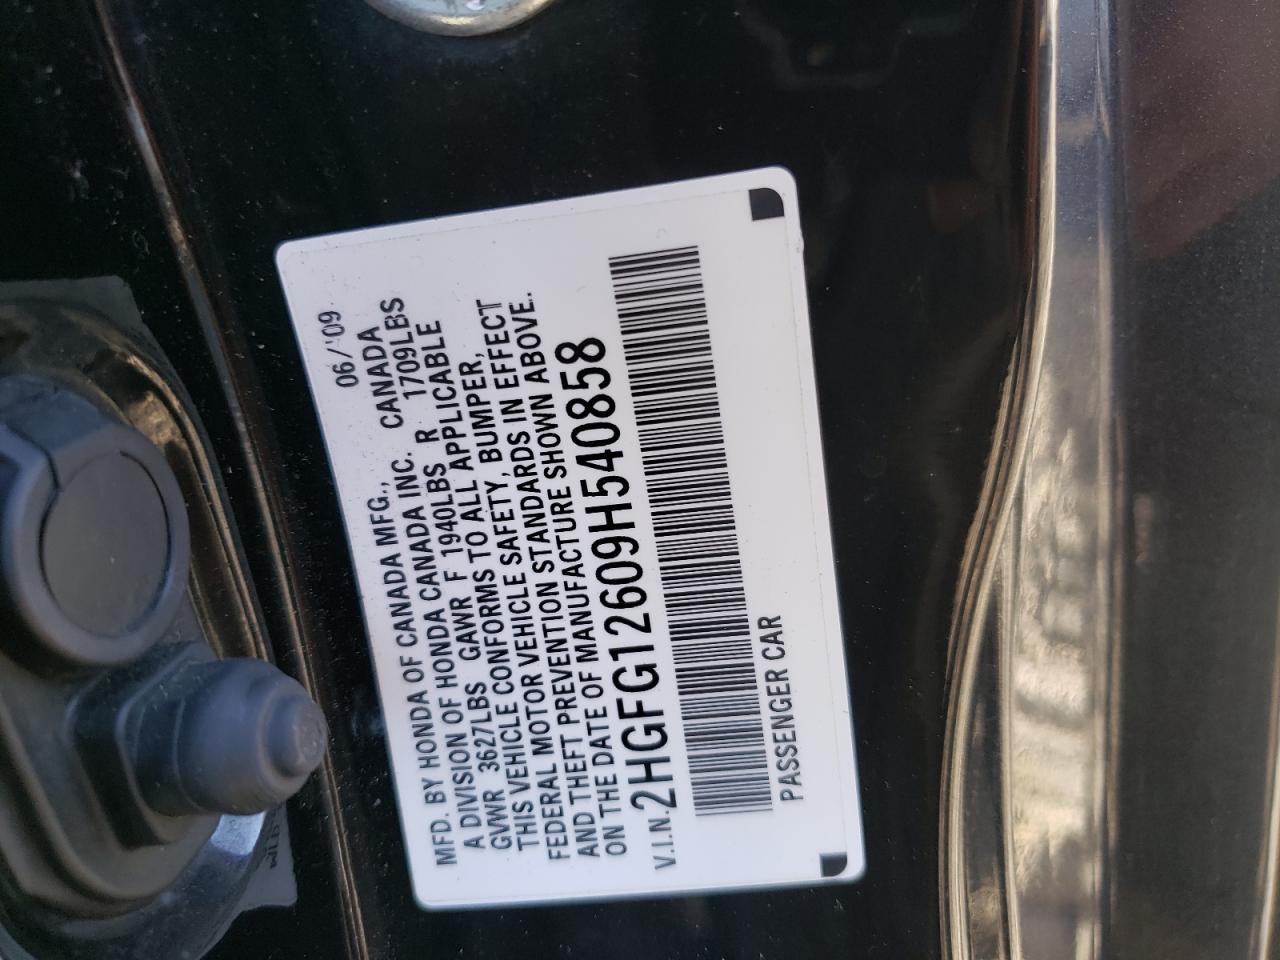 06/'09
MFD. BY HONDA OF CANADA MFG., CANADA
A DIVISION OF HONDA CANADA INC.
GVWR 3627LBS GAWR F 1940LBS R 1709LBS
THIS VEHICLE CONFORMS TO ALL APPLICABLE
FEDERAL MOTOR VEHICLE SAFETY, BUMPER,
AND THEFT PREVENTION STANDARDS IN EFFECT
ON THE DATE OF MANUFACTURE SHOWN ABOVE.
V.I.N. 2HGFG12609H540858
PASSENGER CAR